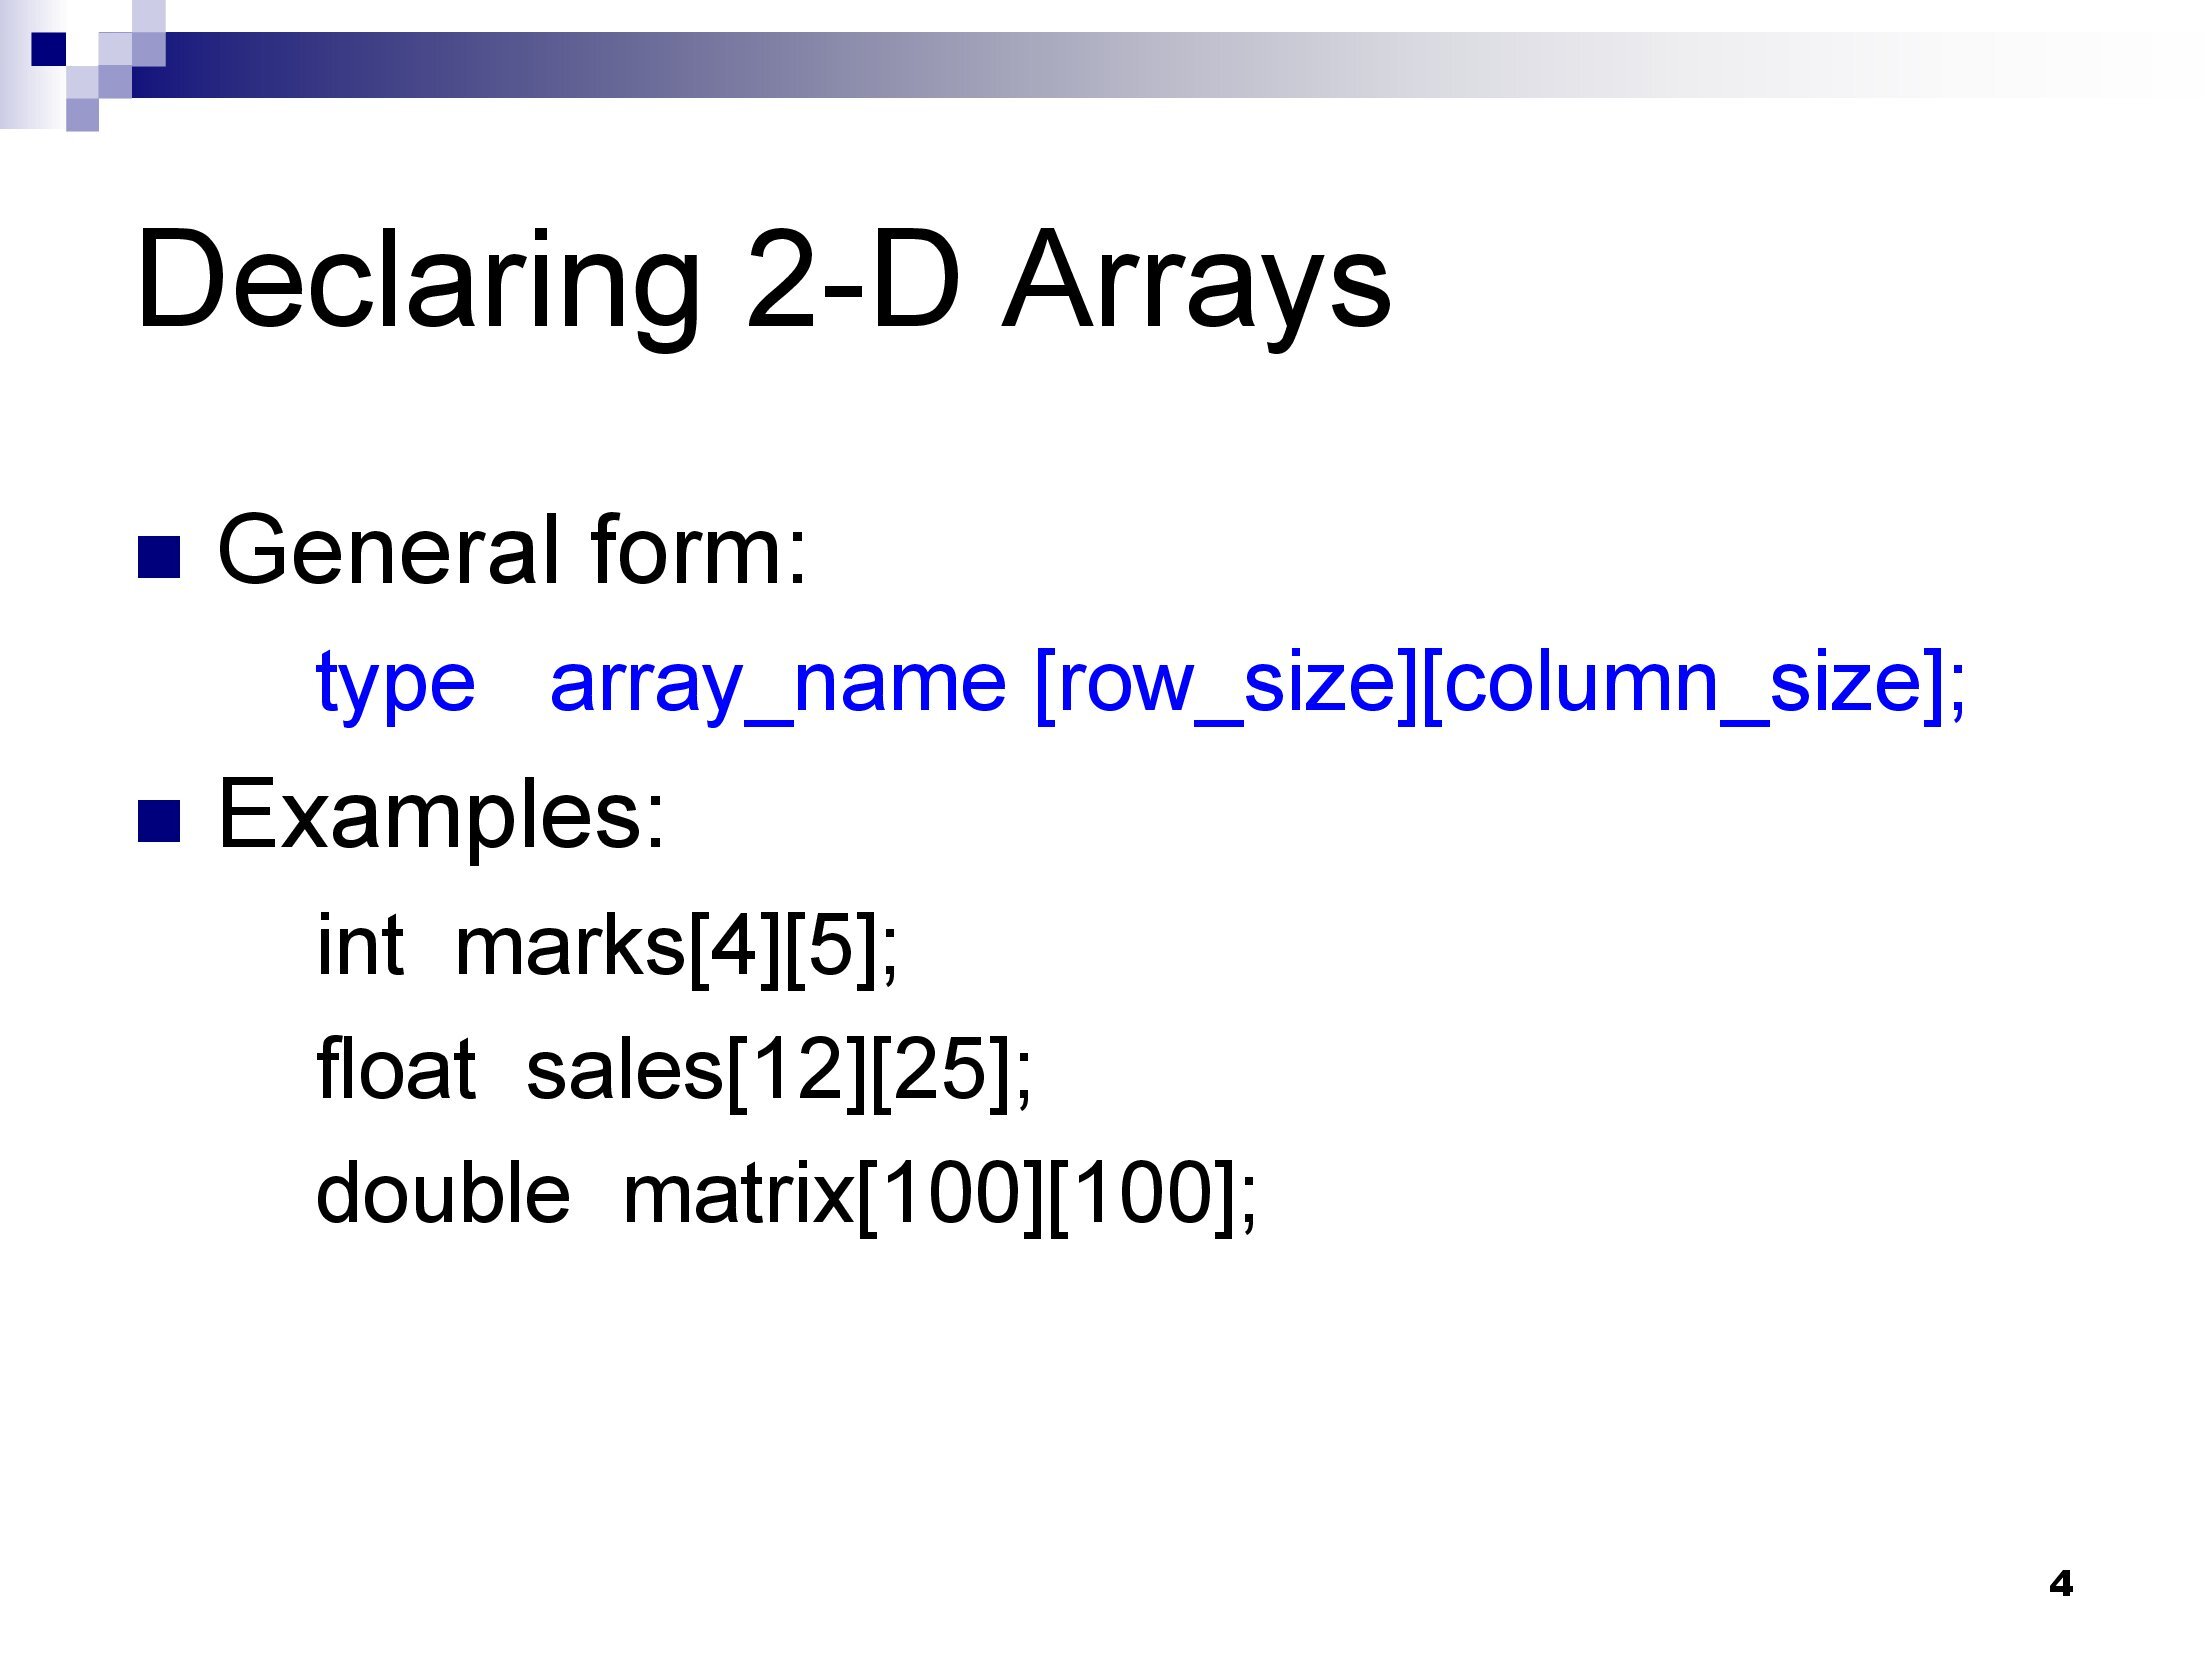 Declaring 2-D Arrays
General form:
type array_name [row_size][column_size];
Examples:
int marks[4][5];
float sales[12][25];
double matrix[100][100];
4